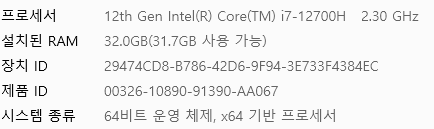 프로세서 12th Gen Intel(R) Core(TM) i7-12700H 2.30 GHz
설치된 RAM 32.0GB(31.7GB 사용 가능)
장치 ID 29474CD8-B786-42D6-9F94-3E733F4384EC
제품 ID 00326-10890-91390-AA067
시스템 종류 64비트 운영 체제, x64 기반 프로세서